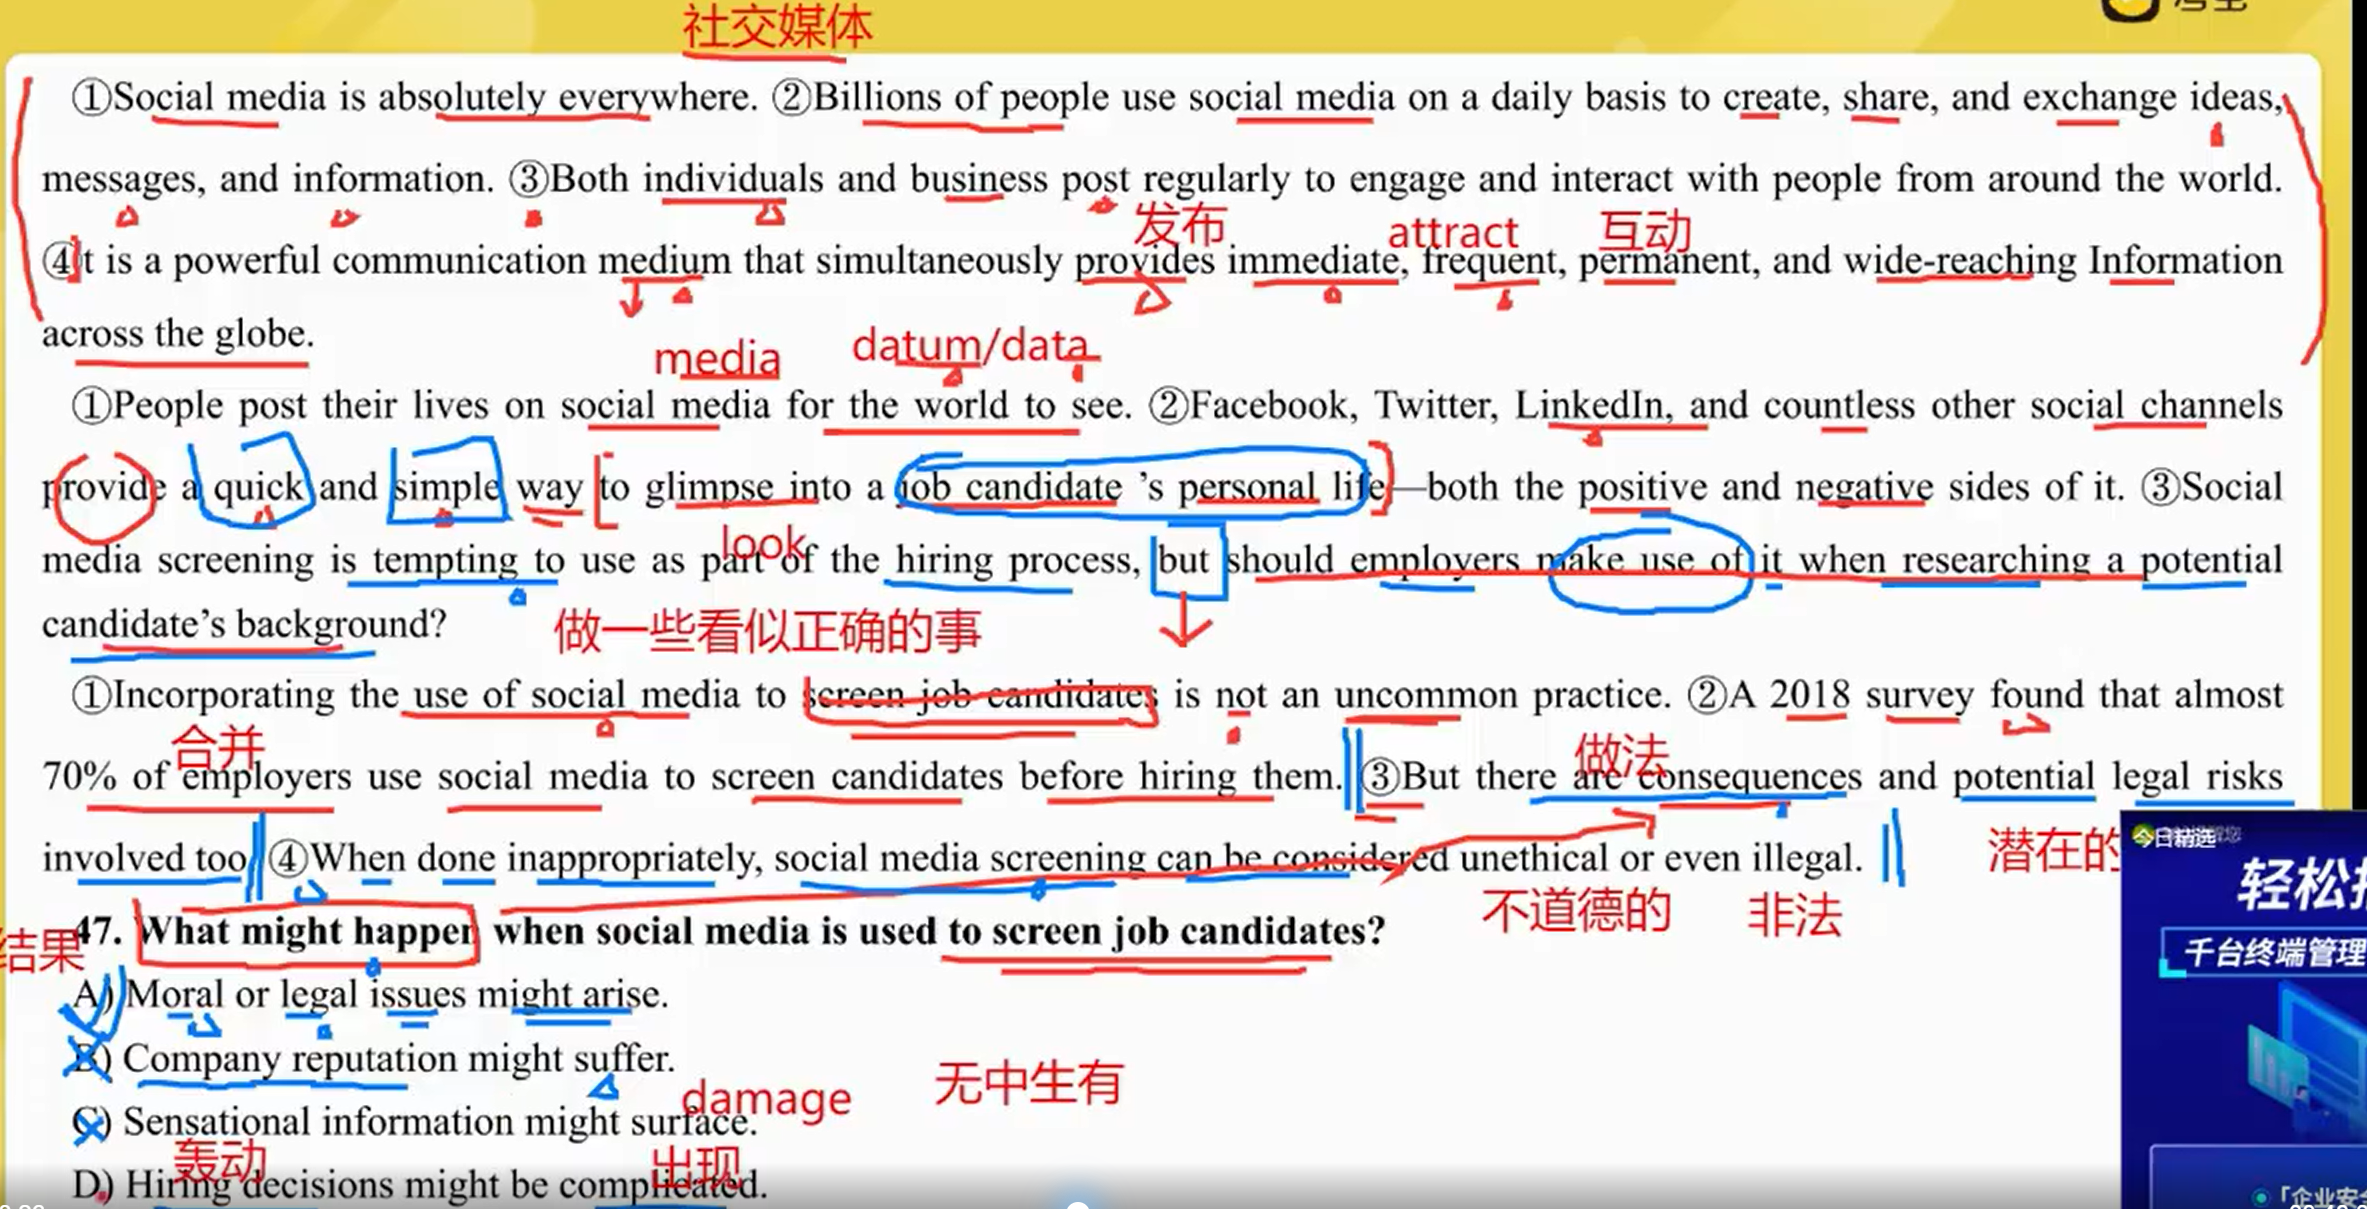 社交媒体
①Social media is absolutely everywhere. ②Billions of people use social media on a daily basis to create, share, and exchange ideas,
messages, and information. ③Both individuals and business post regularly to engage and interact with people from around the world.
发布 attract 互动
④It is a powerful communication medium that simultaneously provides immediate, frequent, permanent, and wide-reaching Information
across the globe.
media datum/data
①People post their lives on social media for the world to see. ②Facebook, Twitter, LinkedIn, and countless other social channels
provide a quick and simple way to glimpse into a job candidate 's personal life—both the positive and negative sides of it. ③Social
look
media screening is tempting to use as part of the hiring process, but should employers make use of it when researching a potential
candidate's background?
做一些看似正确的事
①Incorporating the use of social media to screen job candidates is not an uncommon practice. ②A 2018 survey found that almost
合并 做法
70% of employers use social media to screen candidates before hiring them. ③But there are consequences and potential legal risks
involved too ④When done inappropriately, social media screening can be considered unethical or even illegal.
潜在的
不道德的 非法
结果
47. What might happen when social media is used to screen job candidates?
A) Moral or legal issues might arise.
B) Company reputation might suffer.
damage 无中生有
C) Sensational information might surface.
轰动 出现
D) Hiring decisions might be complicated.
今日精选
轻松
千台终端管理
「企业安全